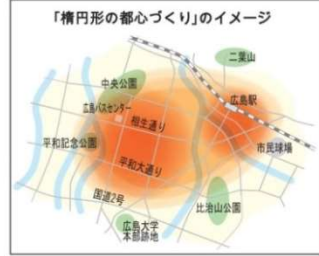 「楕円形の都心づくり」のイメージ
二葉山
中央公園
広島バスセンター
広島駅
相生通り
平和記念公園
市民球場
平和大通り
国道2号
比治山公園
広島大学
本部跡地